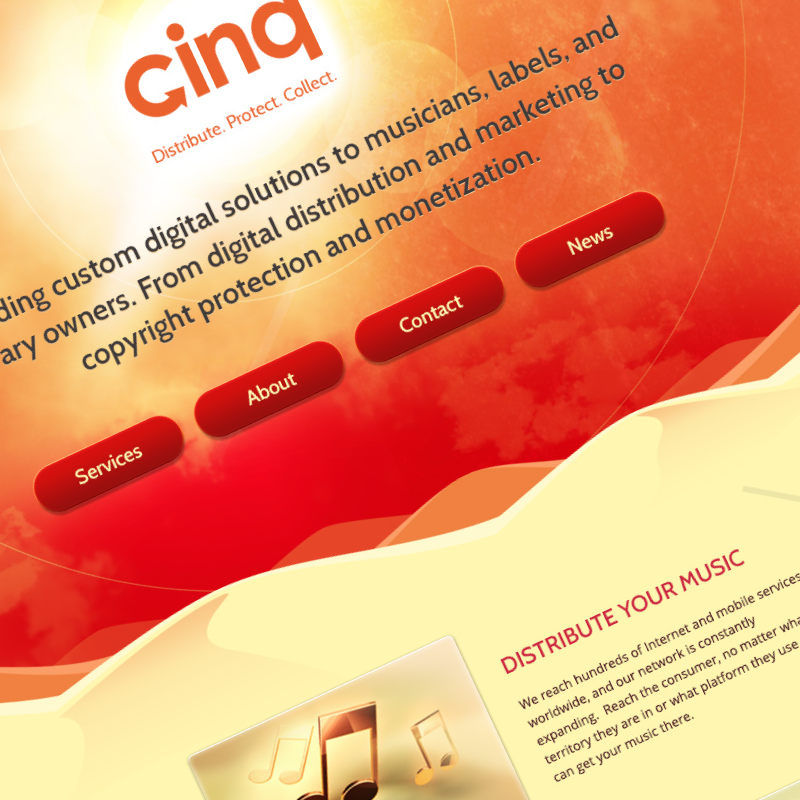 cinq
Distribute. Protect. Collect.
custom digital solutions to musicians, labels, and
owners. From digital distribution and marketing to
copyright protection and monetization.
Services
About
Contact
News
DISTRIBUTE YOUR MUSIC
We reach hundreds of Internet and mobile services
worldwide, and our network is constantly
expanding. Reach the consumer, no matter
territory they are in or what platform they use
can get your music there.